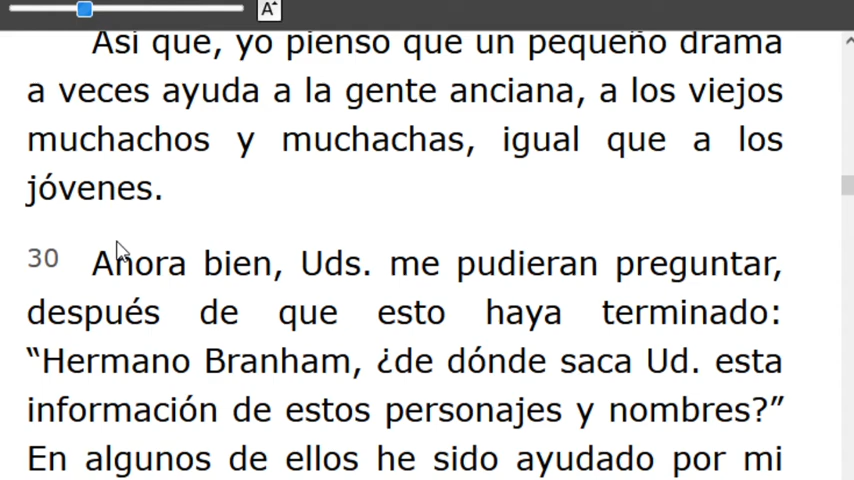 A
Así que, yo pienso que un pequeño drama
a veces ayuda a la gente anciana, a los viejos
muchachos y muchachas, igual que a los
jóvenes.
30 Ahora bien, Uds. me pudieran preguntar,
después de que esto haya terminado:
“Hermano Branham, ¿de dónde saca Ud. esta
información de estos personajes y nombres?”
En algunos de ellos he sido ayudado por mi